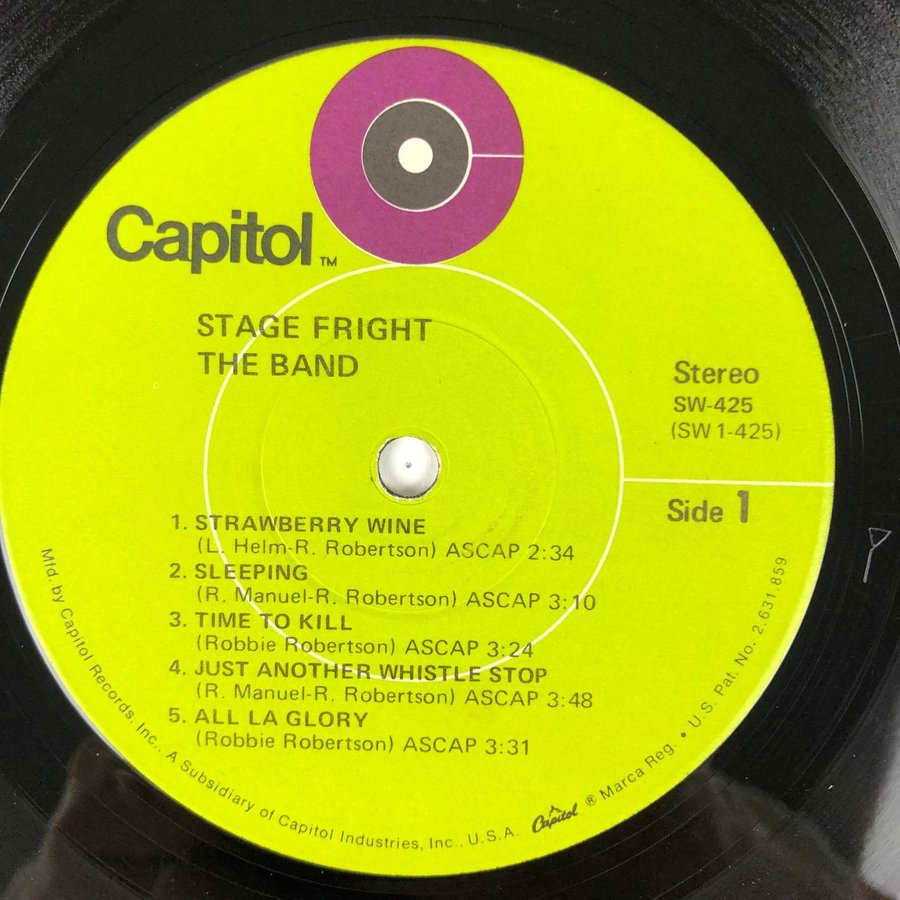 Capitol™
STAGE FRIGHT
THE BAND
Stereo
SW-425
(SW 1-425)
Side 1
1. STRAWBERRY WINE
(L. Helm-R. Robertson) ASCAP 2:34
2. SLEEPING
(R. Manuel-R. Robertson) ASCAP 3:10
3. TIME TO KILL
(Robbie Robertson) ASCAP 3:24
4. JUST ANOTHER WHISTLE STOP
(R. Manuel-R. Robertson) ASCAP 3:48
5. ALL LA GLORY
(Robbie Robertson) ASCAP 3:31
Mfd. by Capitol Records, Inc., A Subsidiary of Capitol Industries, Inc., U.S.A. Capitol ® Marca Reg. • U.S. Pat. No. 2.631.859